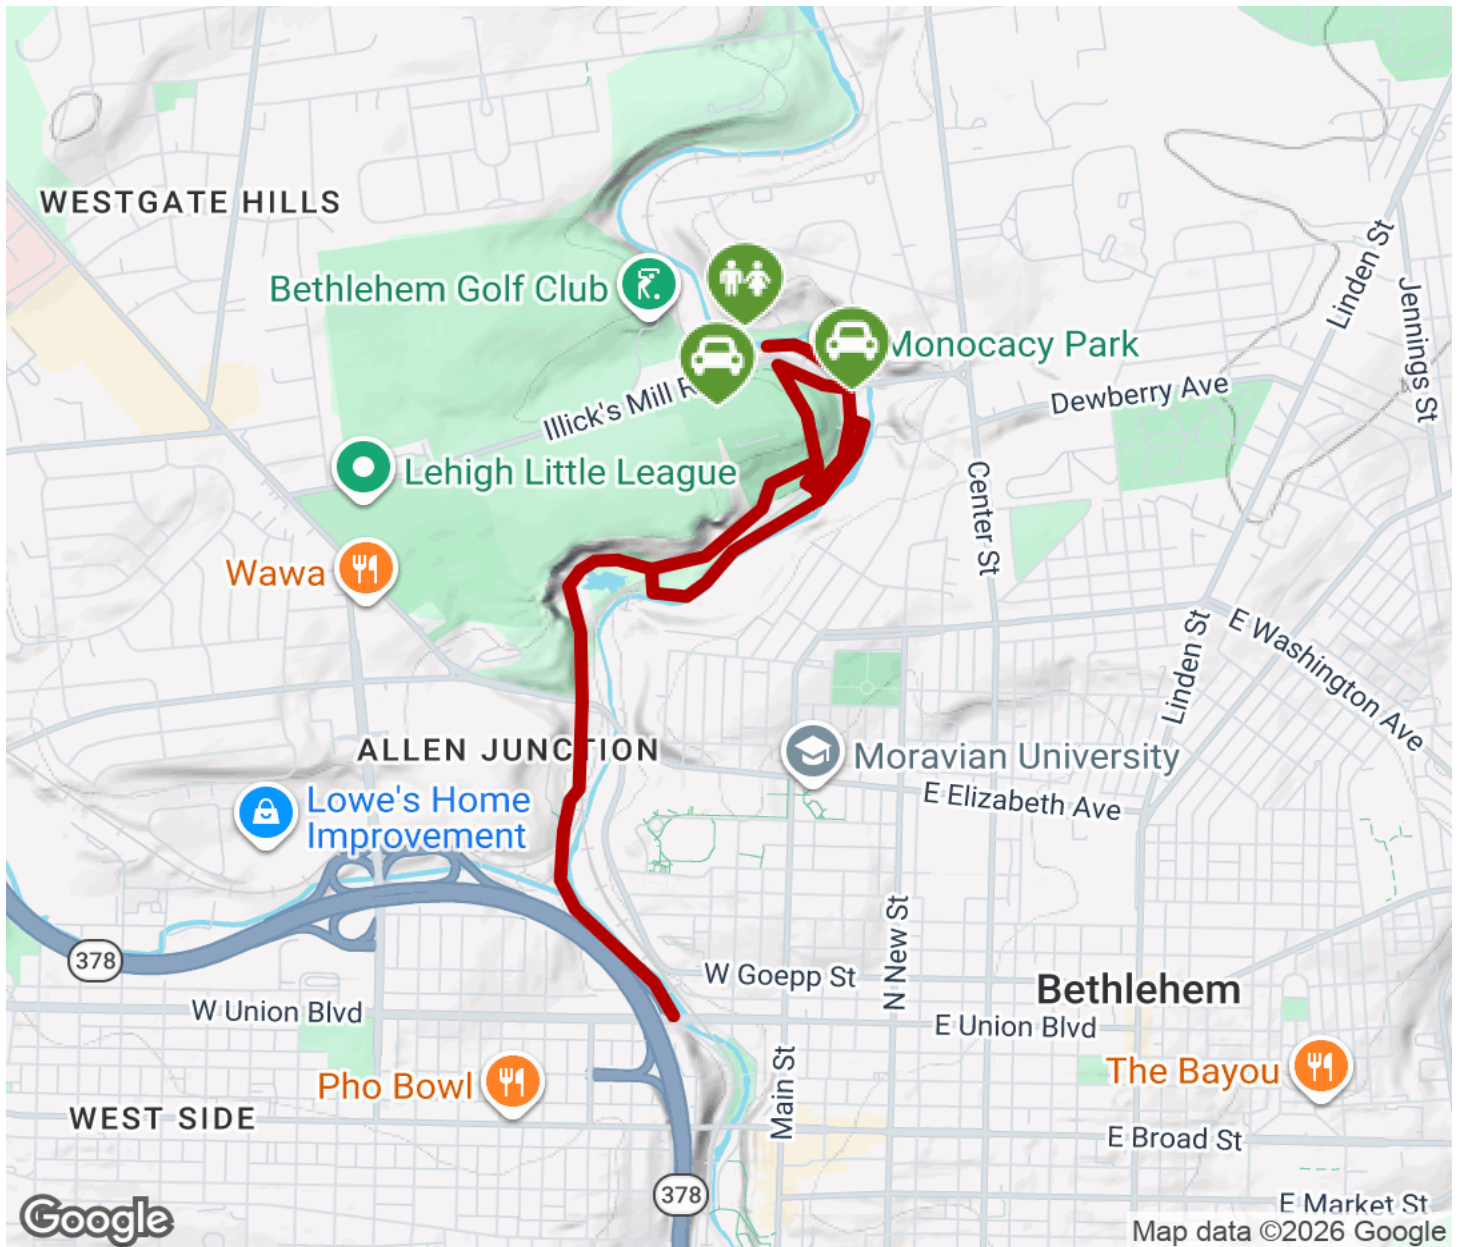 WESTGATE HILLS
Linden St
Jennings St
Bethlehem Golf Club
Monocacy Park
Illick's Mill R
Dewberry Ave
Lehigh Little League
Center St
Wawa
E Washington Ave
Linden St
ALLEN JUNCTION
Moravian University
E Elizabeth Ave
Lowe's Home
Improvement
N New St
378
W Goepp St
Bethlehem
W Union Blvd
E Union Blvd
Main St
Pho Bowl
The Bayou
WEST SIDE
E Broad St
378
E Market St
Google
Map data ©2026 Google